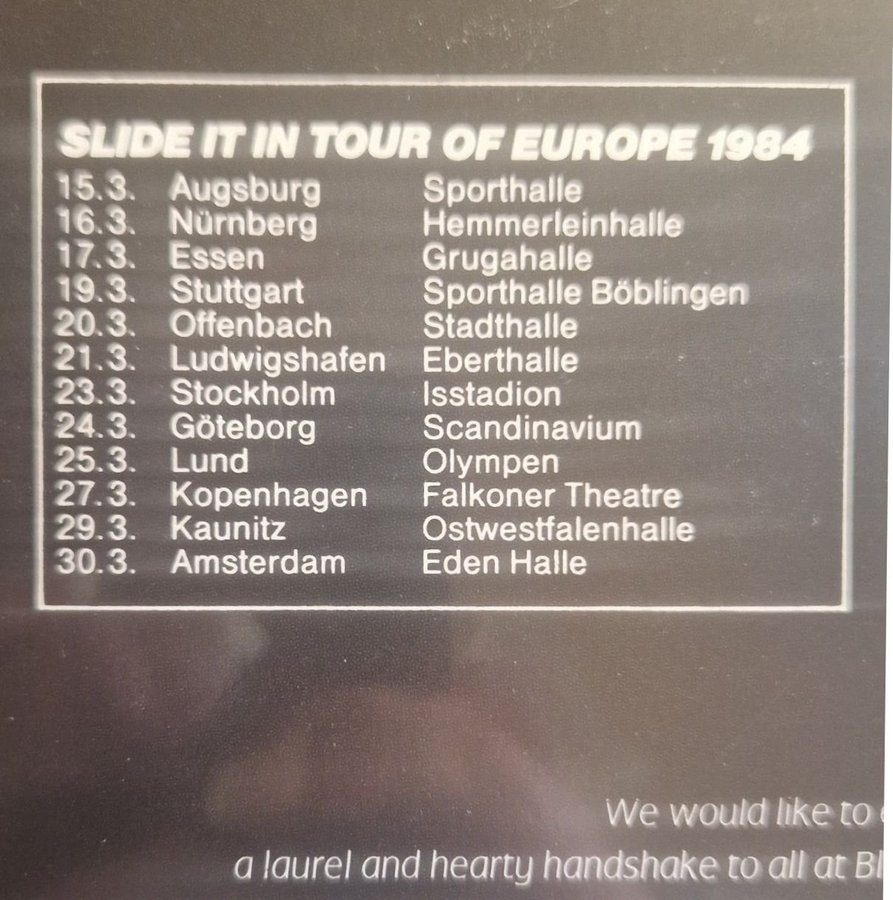 SLIDE IT IN TOUR OF EUROPE 1984
15.3. Augsburg Sporthalle
16.3. Nürnberg Hemmerleinhalle
17.3. Essen Grugahalle
19.3. Stuttgart Sporthalle Böblingen
20.3. Offenbach Stadthalle
21.3. Ludwigshafen Eberthalle
23.3. Stockholm Isstadion
24.3. Göteborg Scandinavium
25.3. Lund Olympen
27.3. Kopenhagen Falkoner Theatre
29.3. Kaunitz Ostwestfalenhalle
30.3. Amsterdam Eden Halle
We would like to
a laurel and hearty handshake to all at